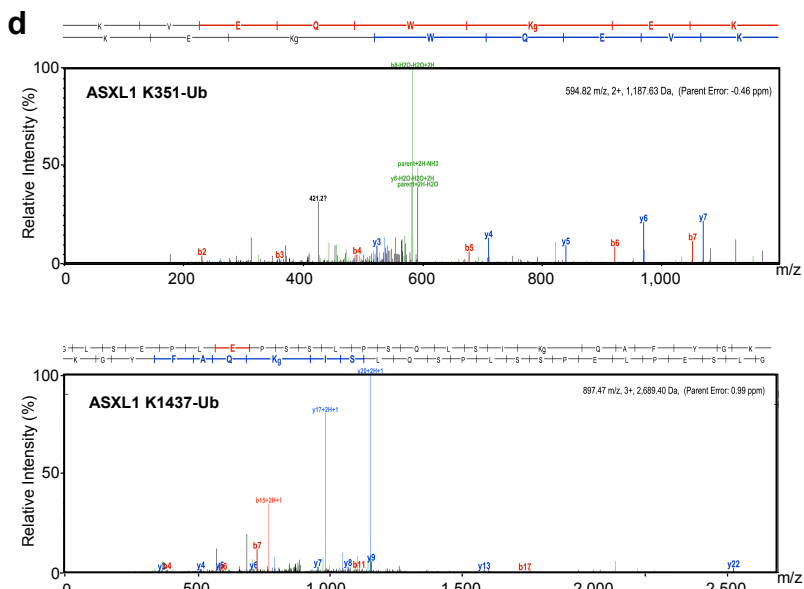 d
K V E Q W Kg E K
K E Kg W Q E V K
100
50
0
Relative Intensity (%)
ASXL1 K351-Ub
594.82 m/z, 2+, 1,187.63 Da, (Parent Error: -0.46 ppm)
b8-H2O-H2O+2H
parent+2H-NH3
y8-H2O-H2O+2H
parent+2H-H2O
421.2?
b2
b3
b4
y3
b5
y4
y5
b6
y6
b7
y7
0 200 400 600 800 1,000 m/z
G L S E P L E P S S L P S Q L S I Kg Q A F Y G K
K G Y F A Q Kg I S L Q S P L S S P E L P E S L G
100
50
0
Relative Intensity (%)
ASXL1 K1437-Ub
897.47 m/z, 3+, 2,689.40 Da, (Parent Error: 0.99 ppm)
y20+2H+1
y17+2H+1
b15+2H+1
y3
b4
y4
y5
b6
y6
b7
y7
y8
b11
y9
y13
b17
y22
0 500 1,000 1,500 2,000 2,500 m/z